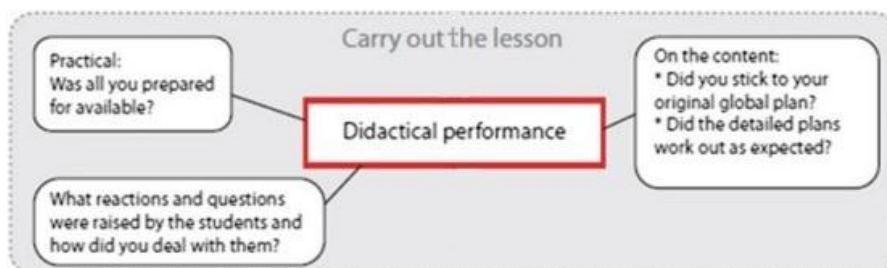 Carry out the lesson
Practical:
Was all you prepared
for available?
Didactical performance
On the content:
* Did you stick to your
original global plan?
* Did the detailed plans
work out as expected?
What reactions and questions
were raised by the students and
how did you deal with them?